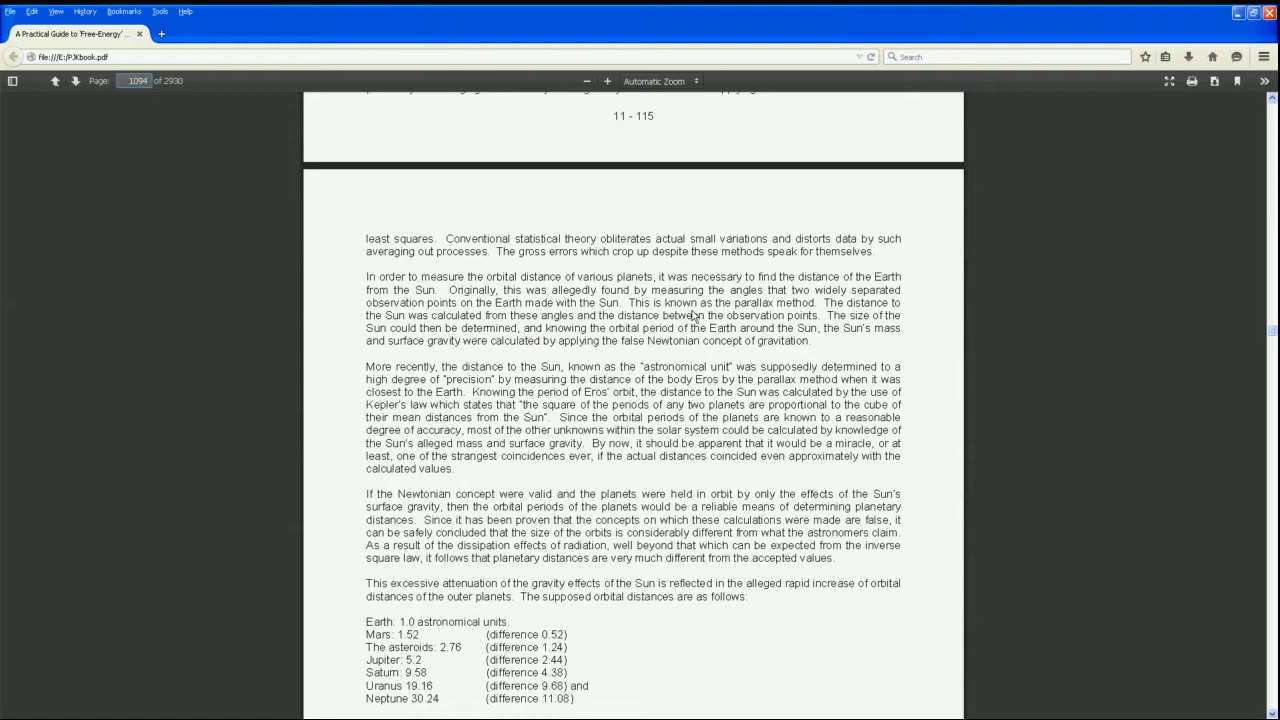 File Edit View History Bookmarks Tools Help
A Practical Guide to 'Free-Energy' ...
file:///E:/PJKbook.pdf
Search
Page: 1094 of 2930
Automatic Zoom
11 - 115
least squares. Conventional statistical theory obliterates actual small variations and distorts data by such
averaging out processes. The gross errors which crop up despite these methods speak for themselves.
In order to measure the orbital distance of various planets, it was necessary to find the distance of the Earth
from the Sun. Originally, this was allegedly found by measuring the angles that two widely separated
observation points on the Earth made with the Sun. This is known as the parallax method. The distance to
the Sun was calculated from these angles and the distance between the observation points. The size of the
Sun could then be determined, and knowing the orbital period of the Earth around the Sun, the Sun's mass
and surface gravity were calculated by applying the false Newtonian concept of gravitation.
More recently, the distance to the Sun, known as the "astronomical unit" was supposedly determined to a
high degree of "precision" by measuring the distance of the body Eros by the parallax method when it was
closest to the Earth. Knowing the period of Eros' orbit, the distance to the Sun was calculated by the use of
Kepler's law which states that "the square of the periods of any two planets are proportional to the cube of
their mean distances from the Sun". Since the orbital periods of the planets are known to a reasonable
degree of accuracy, most of the other unknowns within the solar system could be calculated by knowledge of
the Sun's alleged mass and surface gravity. By now, it should be apparent that it would be a miracle, or at
least, one of the strangest coincidences ever, if the actual distances coincided even approximately with the
calculated values.
If the Newtonian concept were valid and the planets were held in orbit by only the effects of the Sun's
surface gravity, then the orbital periods of the planets would be a reliable means of determining planetary
distances. Since it has been proven that the concepts on which these calculations were made are false, it
can be safely concluded that the size of the orbits is considerably different from what the astronomers claim.
As a result of the dissipation effects of radiation, well beyond that which can be expected from the inverse
square law, it follows that planetary distances are very much different from the accepted values.
This excessive attenuation of the gravity effects of the Sun is reflected in the alleged rapid increase of orbital
distances of the outer planets. The supposed orbital distances are as follows:
Earth: 1.0 astronomical units.
Mars: 1.52 (difference 0.52)
The asteroids: 2.76 (difference 1.24)
Jupiter: 5.2 (difference 2.44)
Saturn: 9.58 (difference 4.38)
Uranus 19.16 (difference 9.68) and
Neptune 30.24 (difference 11.08)